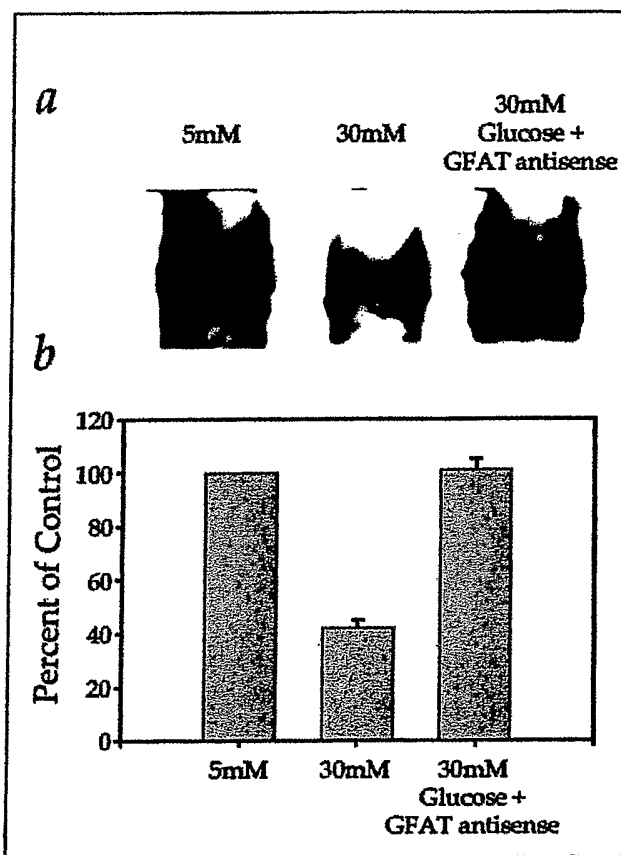 a
5mM
30mM
30mM
Glucose +
GFAT antisense
b
Percent of Control
120
100
80
60
40
20
0
5mM
30mM
30mM
Glucose +
GFAT antisense